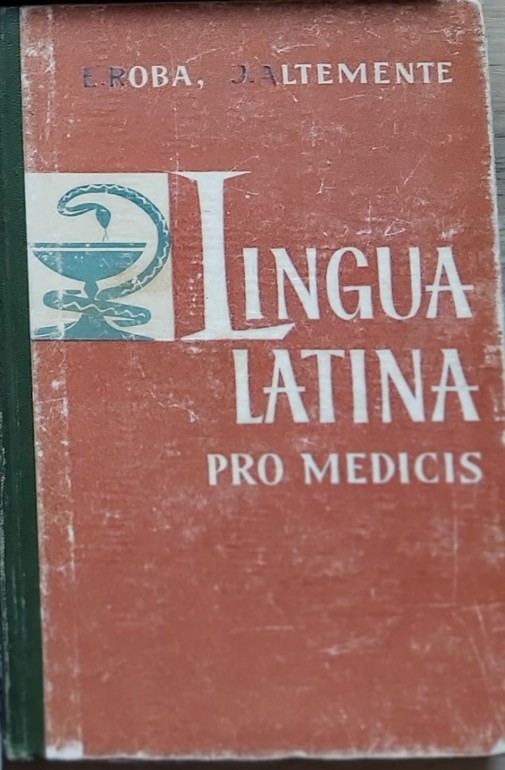 E. ROBA, J. ALTEMENTE
LINGUA
LATINA
PRO MEDICIS